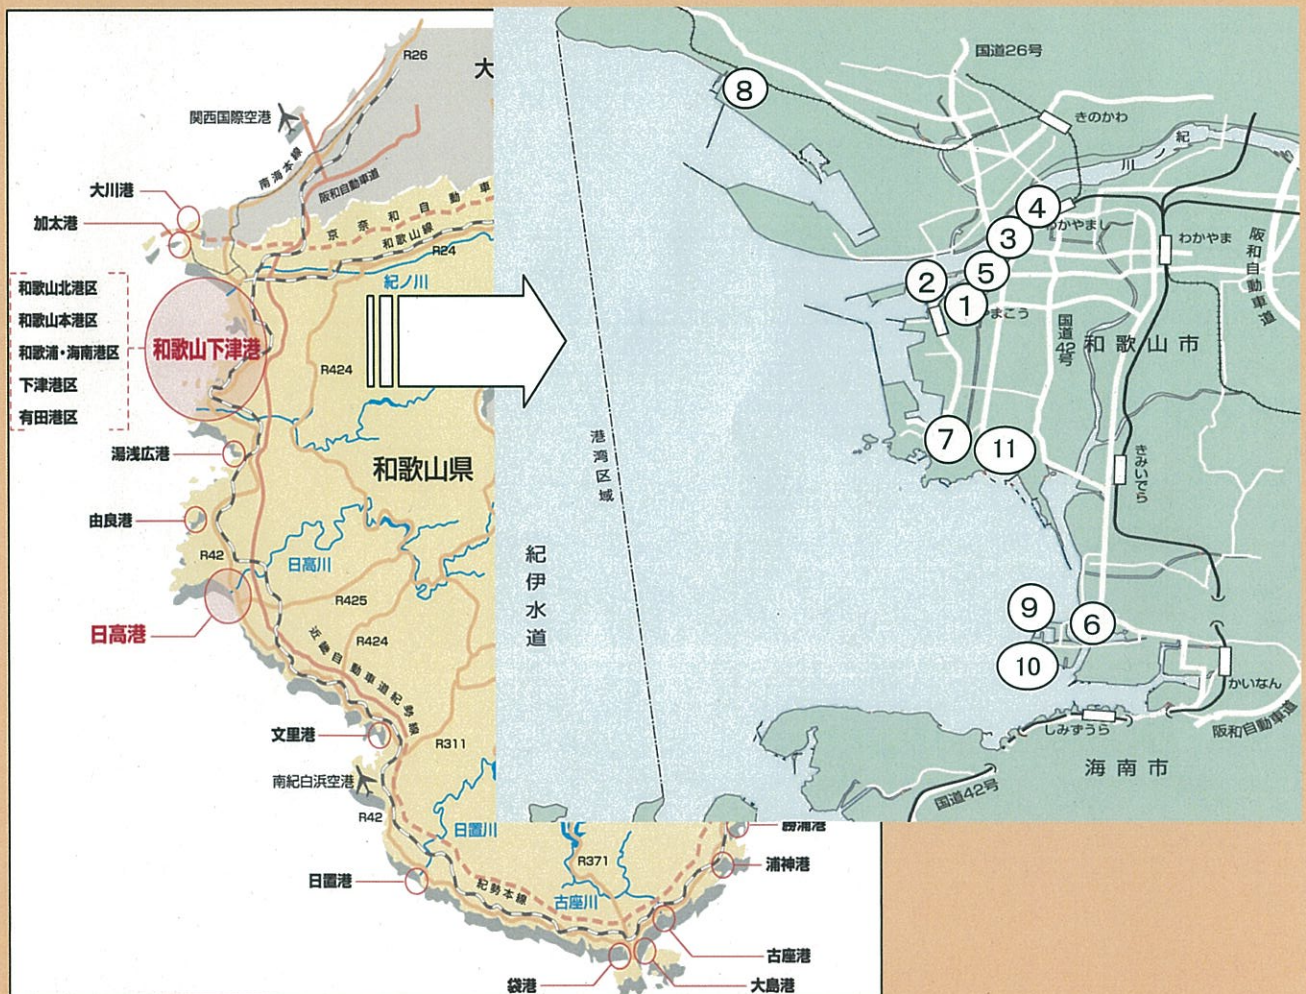 R26
大
関西国際空港
南海本線
阪和自動車道
大川港
加太港
京奈和自動車
和歌山線
R24
紀ノ川
和歌山北港区
和歌山本港区
和歌浦・海南港区
下津港区
有田港区
和歌山下津港
R424
湯浅広港
和歌山県
由良港
R42
日高川
R425
日高港
R424
近畿自動車道紀勢線
文里港
R311
南紀白浜空港
R42
日置川
日置港
紀勢本線
R371
古座川
勝浦港
浦神港
古座港
大島港
袋港
国道26号
⑧
きのかわ
紀ノ川
④
わかやまし
③
わかやま
阪和自動車道
②
⑤
①
やまこう
国道42号
和歌山市
港湾区域
⑦
⑪
きみいでら
紀伊水道
⑨
⑥
⑩
かいなん
しみずうら
阪和自動車道
海南市
国道42号